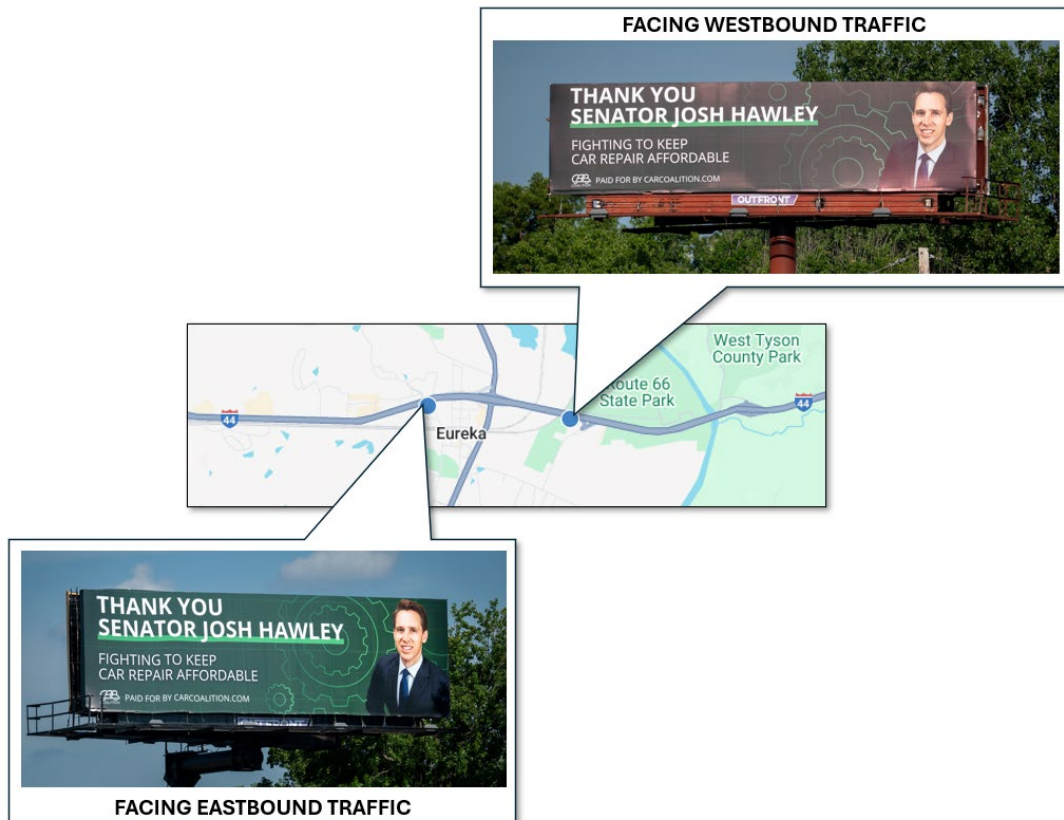 FACING WESTBOUND TRAFFIC
THANK YOU
SENATOR JOSH HAWLEY
FIGHTING TO KEEP
CAR REPAIR AFFORDABLE
PAID FOR BY CARCOALITION.COM
OUTFRONT
West Tyson
County Park
Route 66
State Park
44
44
Eureka
THANK YOU
SENATOR JOSH HAWLEY
FIGHTING TO KEEP
CAR REPAIR AFFORDABLE
PAID FOR BY CARCOALITION.COM
FACING EASTBOUND TRAFFIC